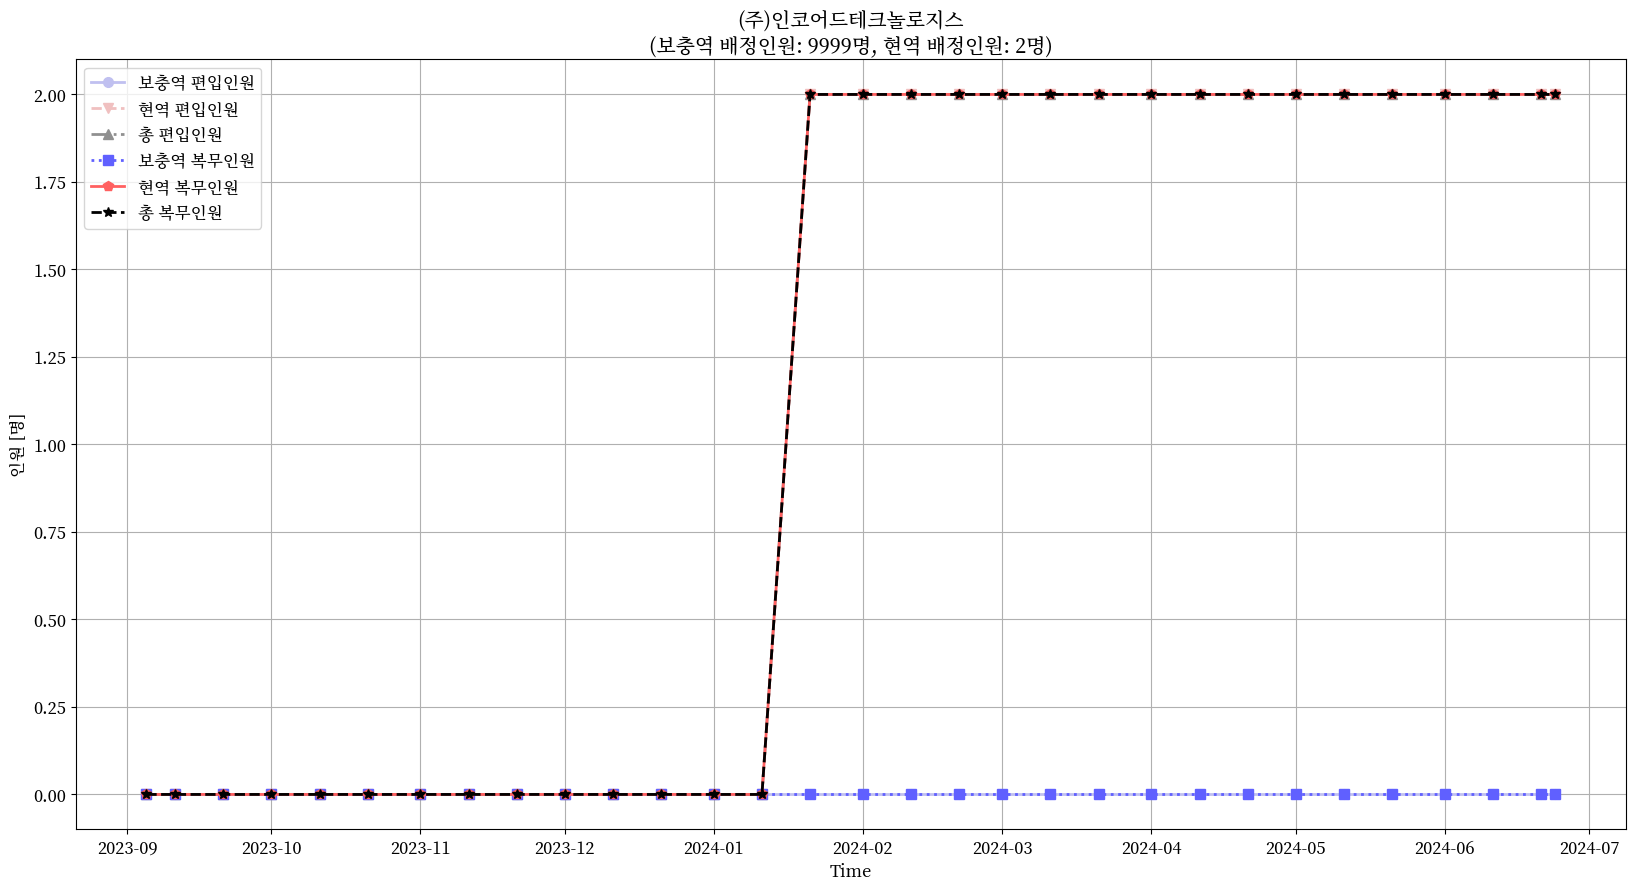 (주)인코어드테크놀로지스
(보충역 배정인원: 9999명, 현역 배정인원: 2명)
보충역 편입인원
현역 편입인원
총 편입인원
보충역 복무인원
현역 복무인원
총 복무인원
인원 [명]
2.00
1.75
1.50
1.25
1.00
0.75
0.50
0.25
0.00
2023-09
2023-10
2023-11
2023-12
2024-01
2024-02
2024-03
2024-04
2024-05
2024-06
2024-07
Time